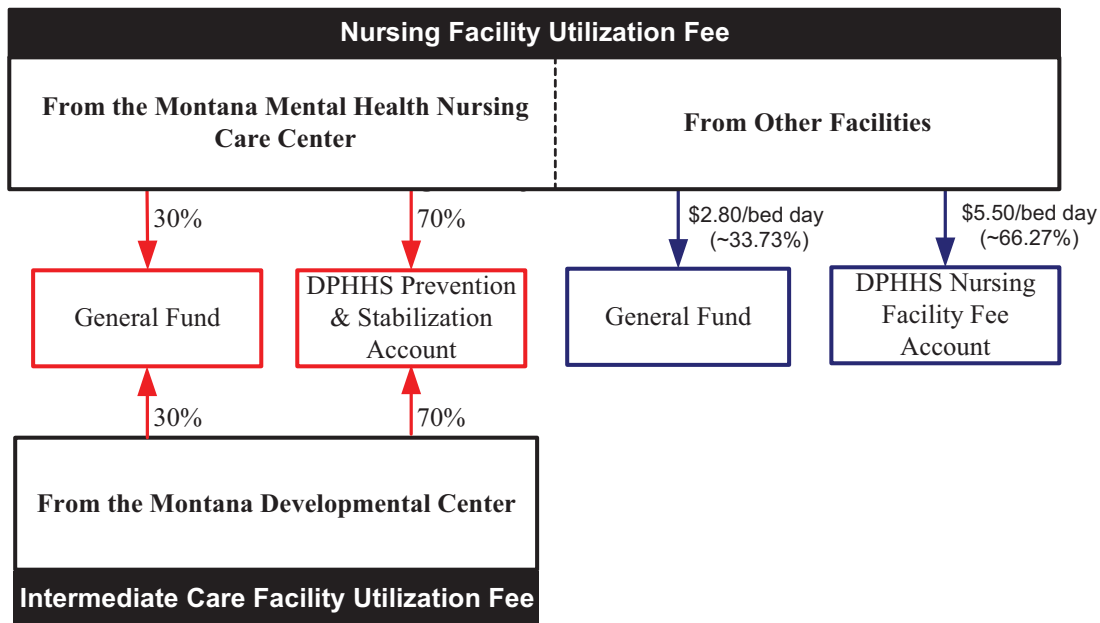 Nursing Facility Utilization Fee
From the Montana Mental Health Nursing
Care Center
From Other Facilities
30%
70%
$2.80/bed day
(~33.73%)
$5.50/bed day
(~66.27%)
General Fund
DPHHS Prevention
& Stabilization
Account
General Fund
DPHHS Nursing
Facility Fee
Account
30%
70%
From the Montana Developmental Center
Intermediate Care Facility Utilization Fee